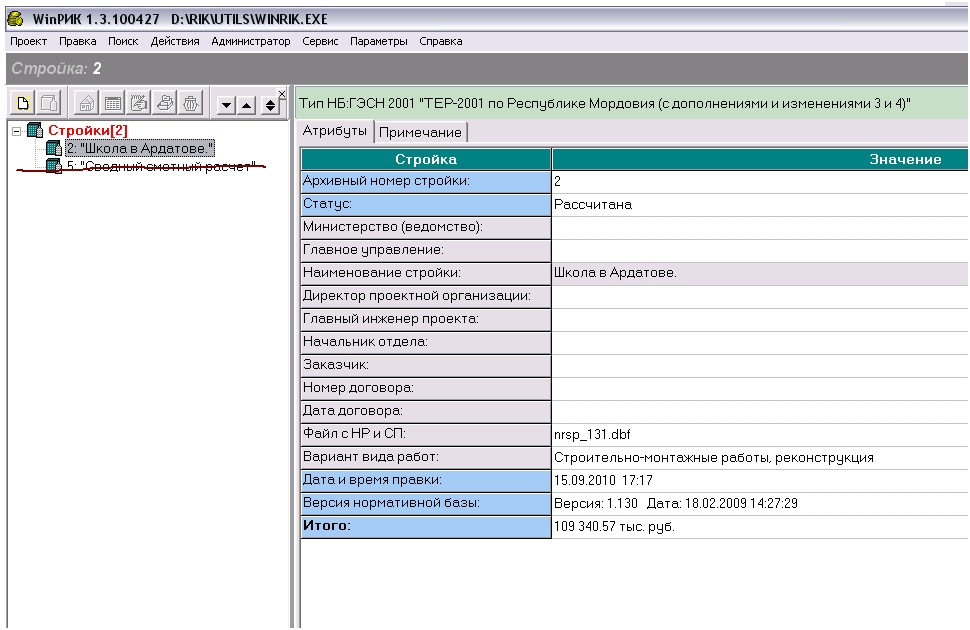 WinРИК 1.3.100427 D:\RIK\UTILS\WINRIK.EXE
Проект Правка Поиск Действия Администратор Сервис Параметры Справка
Стройка: 2
Тип НБ:ГЭСН 2001 "ТЕР-2001 по Республике Мордовия (с дополнениями и изменениями 3 и 4)"
Стройки[2]
2: "Школа в Ардатове."
5: "Сводный смотный расчет"
Атрибуты Примечание
Стройка Значение
Архивный номер стройки: 2
Статус: Рассчитана
Министерство (ведомство):
Главное управление:
Наименование стройки: Школа в Ардатове.
Директор проектной организации:
Главный инженер проекта:
Начальник отдела:
Заказчик:
Номер договора:
Дата договора:
Файл с НР и СП: nrsp_131.dbf
Вариант вида работ: Строительно-монтажные работы, реконструкция
Дата и время правки: 15.09.2010 17:17
Версия нормативной базы: Версия: 1.130 Дата: 18.02.2009 14:27:29
Итого: 109 340.57 тыс. руб.